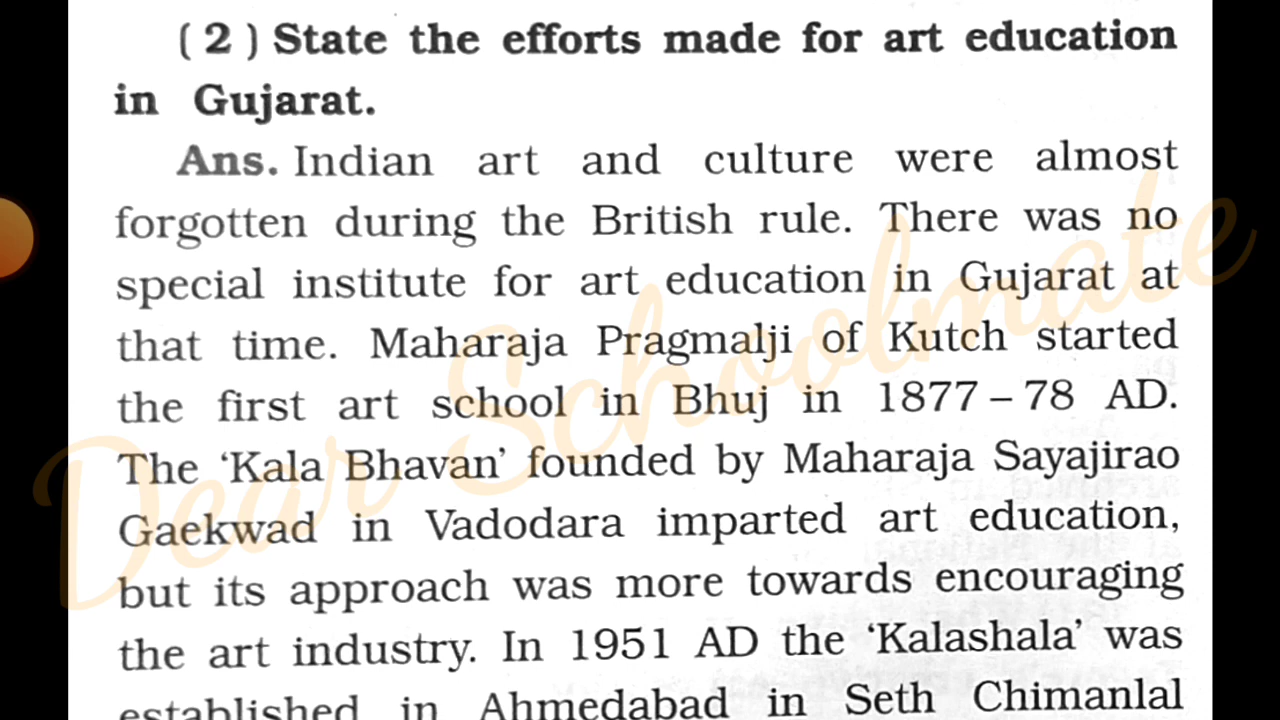 ( 2 ) State the efforts made for art education
in Gujarat.
Ans. Indian art and culture were almost
forgotten during the British rule. There was no
special institute for art education in Gujarat at
that time. Maharaja Pragmalji of Kutch started
the first art school in Bhuj in 1877 – 78 AD.
The ‘Kala Bhavan’ founded by Maharaja Sayajirao
Gaekwad in Vadodara imparted art education,
but its approach was more towards encouraging
the art industry. In 1951 AD the ‘Kalashala’ was
established in Ahmedabad in Seth Chimanlal
Dear Schoolmate